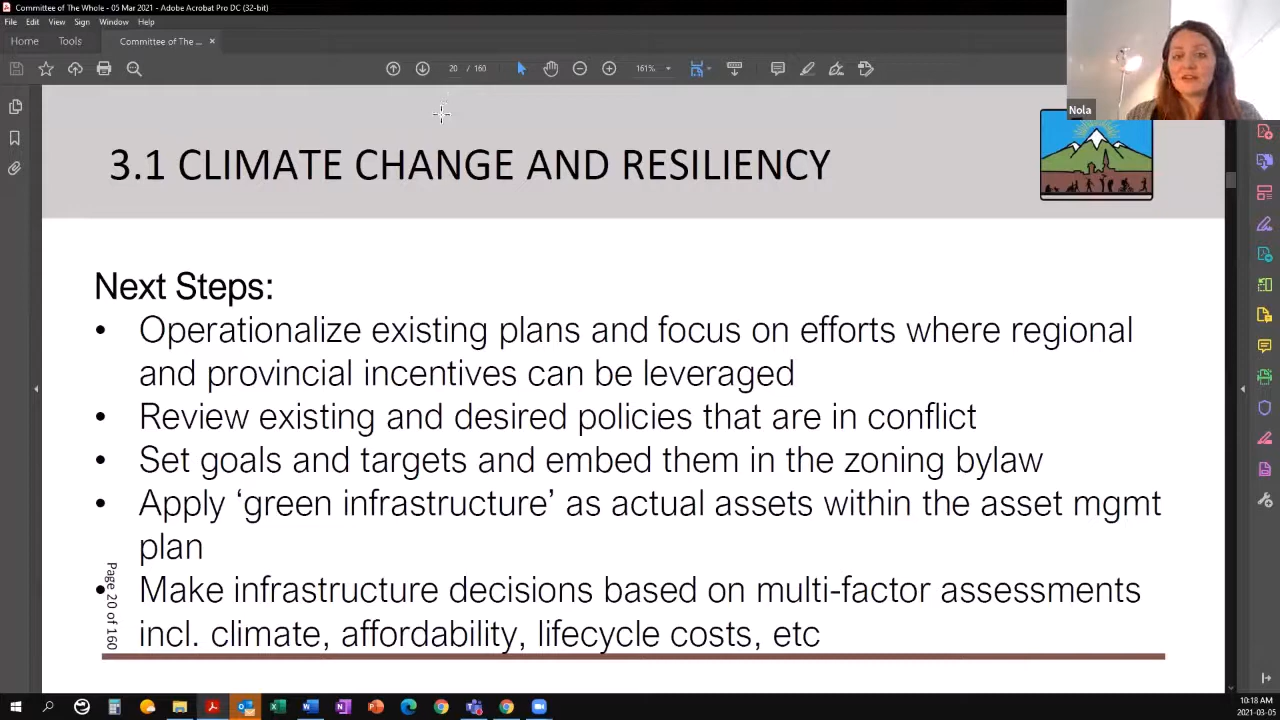 Committee of The Whole - 05 Mar 2021 - Adobe Acrobat Pro DC (32-bit)
File Edit View Sign Window Help
Home Tools Committee of The ... ×
20 / 160 161%
Nola
3.1 CLIMATE CHANGE AND RESILIENCY
Next Steps:
• Operationalize existing plans and focus on efforts where regional
and provincial incentives can be leveraged
• Review existing and desired policies that are in conflict
• Set goals and targets and embed them in the zoning bylaw
• Apply ‘green infrastructure’ as actual assets within the asset mgmt
plan
• Make infrastructure decisions based on multi-factor assessments
incl. climate, affordability, lifecycle costs, etc
Page 20 of 160
10:18 AM
2021-03-05